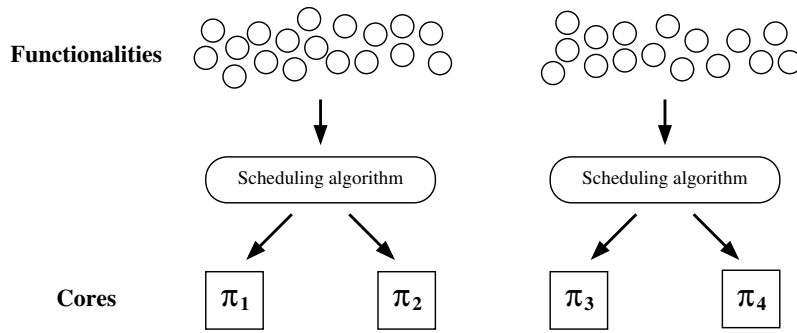 Functionalities
Scheduling algorithm Scheduling algorithm
Cores π1 π2 π3 π4